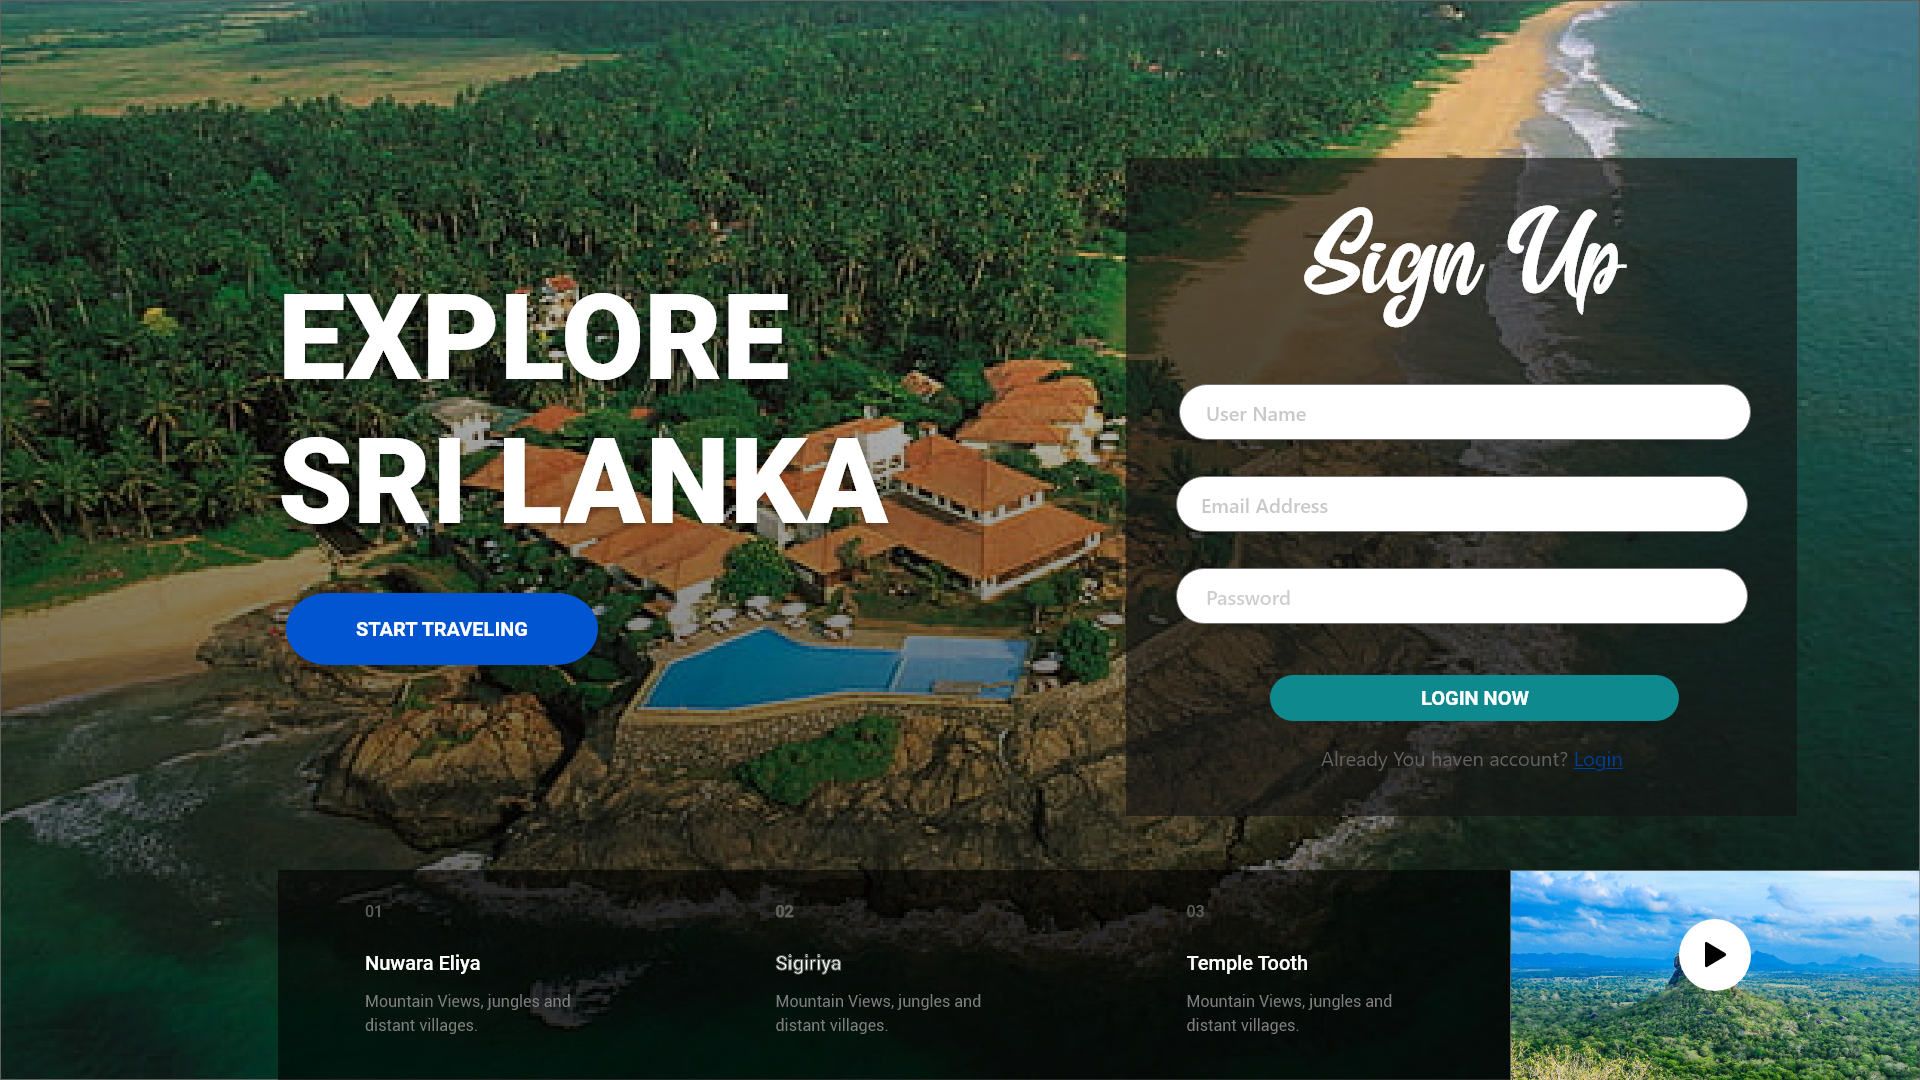 EXPLORE
SRI LANKA
START TRAVELING
Sign Up
User Name
Email Address
Password
LOGIN NOW
Already You haven account? Login
01
Nuwara Eliya
Mountain Views, jungles and
distant villages.
02
Sigiriya
Mountain Views, jungles and
distant villages.
03
Temple Tooth
Mountain Views, jungles and
distant villages.